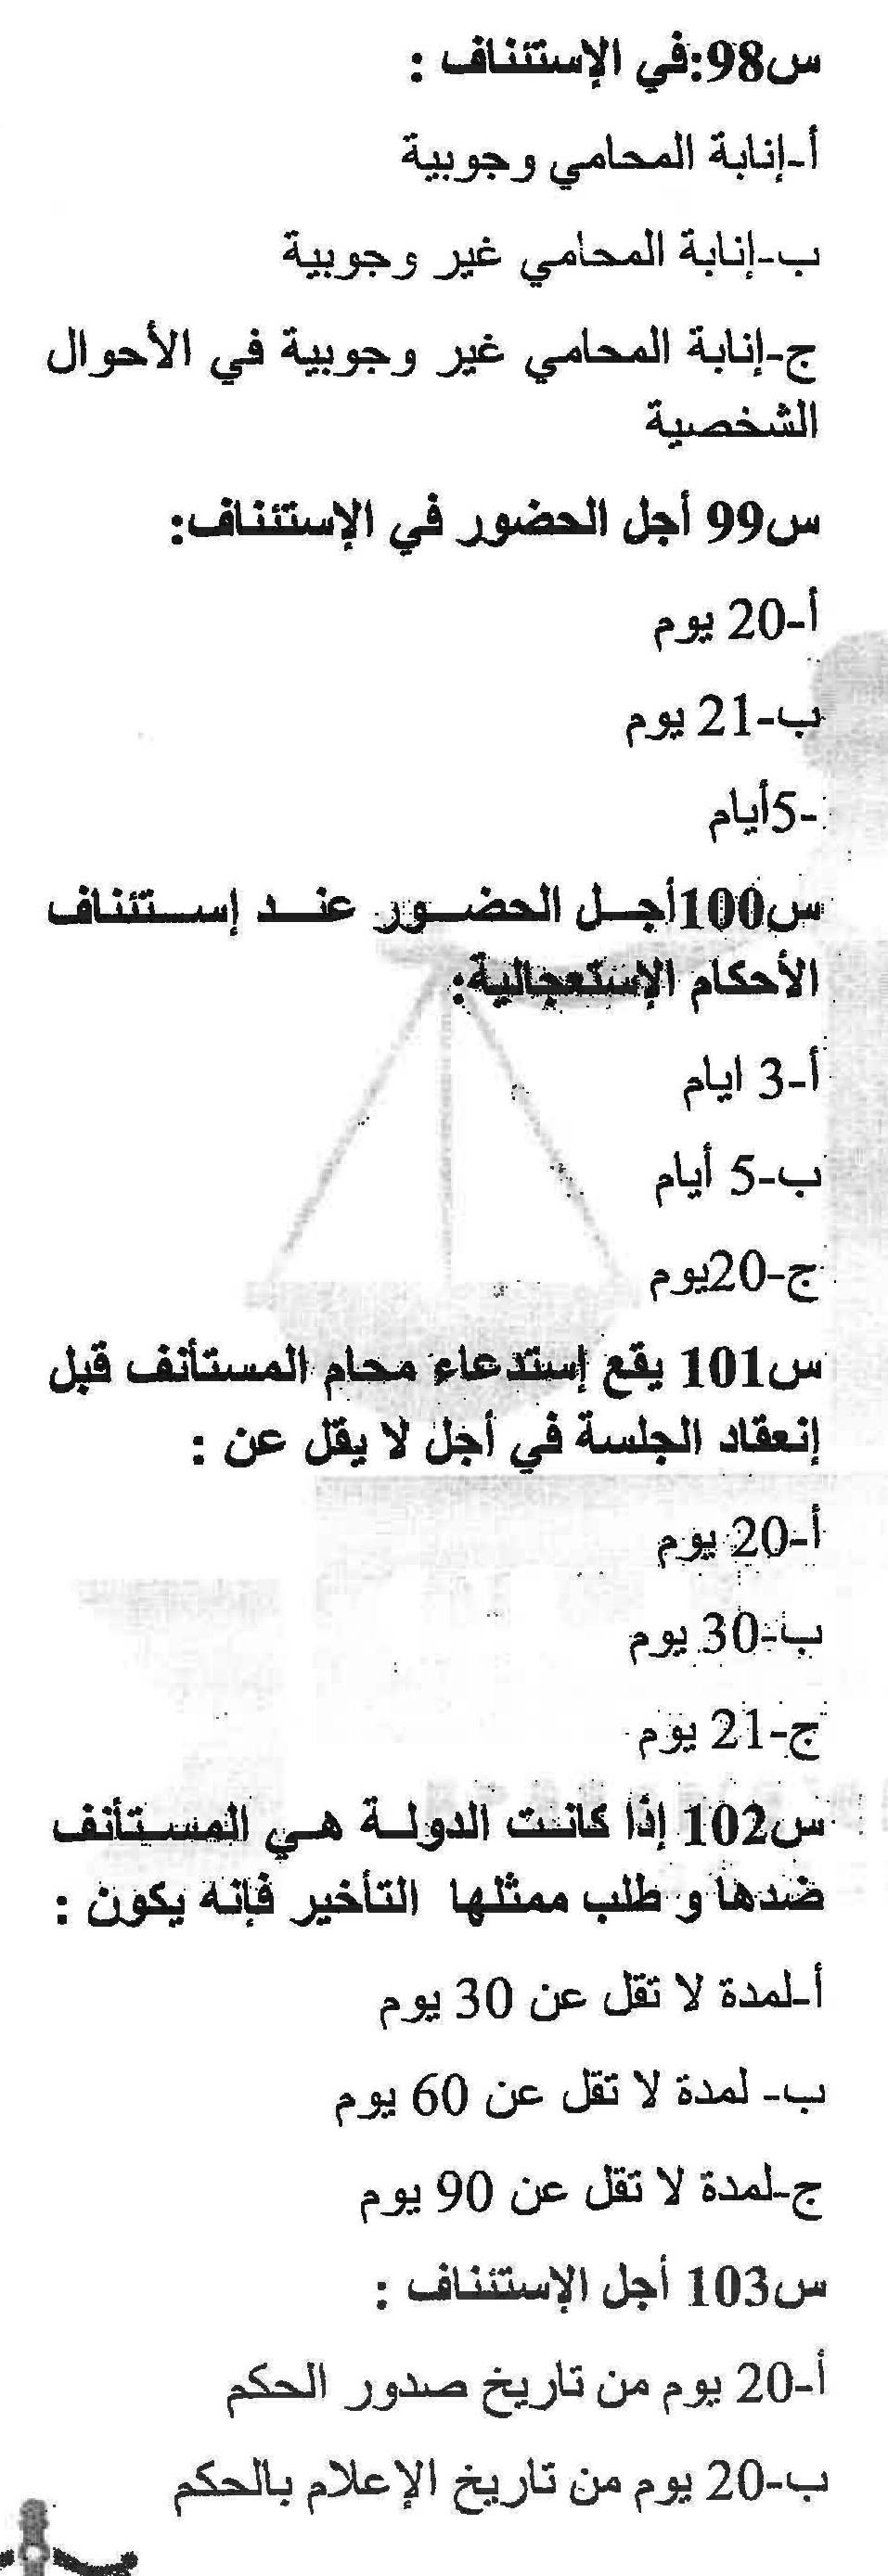 س98:في الإستئناف :
أ-إنابة المحامي وجوبية
ب-إنابة المحامي غير وجوبية
ج-إنابة المحامي غير وجوبية في الأحوال
الشخصية
س99 أجل الحضور في الإستئناف:
أ-20 يوم
ب-21 يوم
-5أيام
س100أجل الحضور عند إستئناف
الأحكام الإستعجالية:
أ-3 ايام
ب-5 أيام
ج-20يوم
س101 يقع إستدعاء محام المستأنف قبل
إنعقاد الجلسة في أجل لا يقل عن :
أ-20 يوم
ب-30 يوم
ج-21 يوم
س102 إذا كانت الدولة هي المستأنف
ضدها و طلب ممثلها التأخير فإنه يكون :
أ-لمدة لا تقل عن 30 يوم
ب- لمدة لا تقل عن 60 يوم
ج-لمدة لا تقل عن 90 يوم
س103 أجل الإستئناف :
أ-20 يوم من تاريخ صدور الحكم
ب-20 يوم من تاريخ الإعلام بالحكم